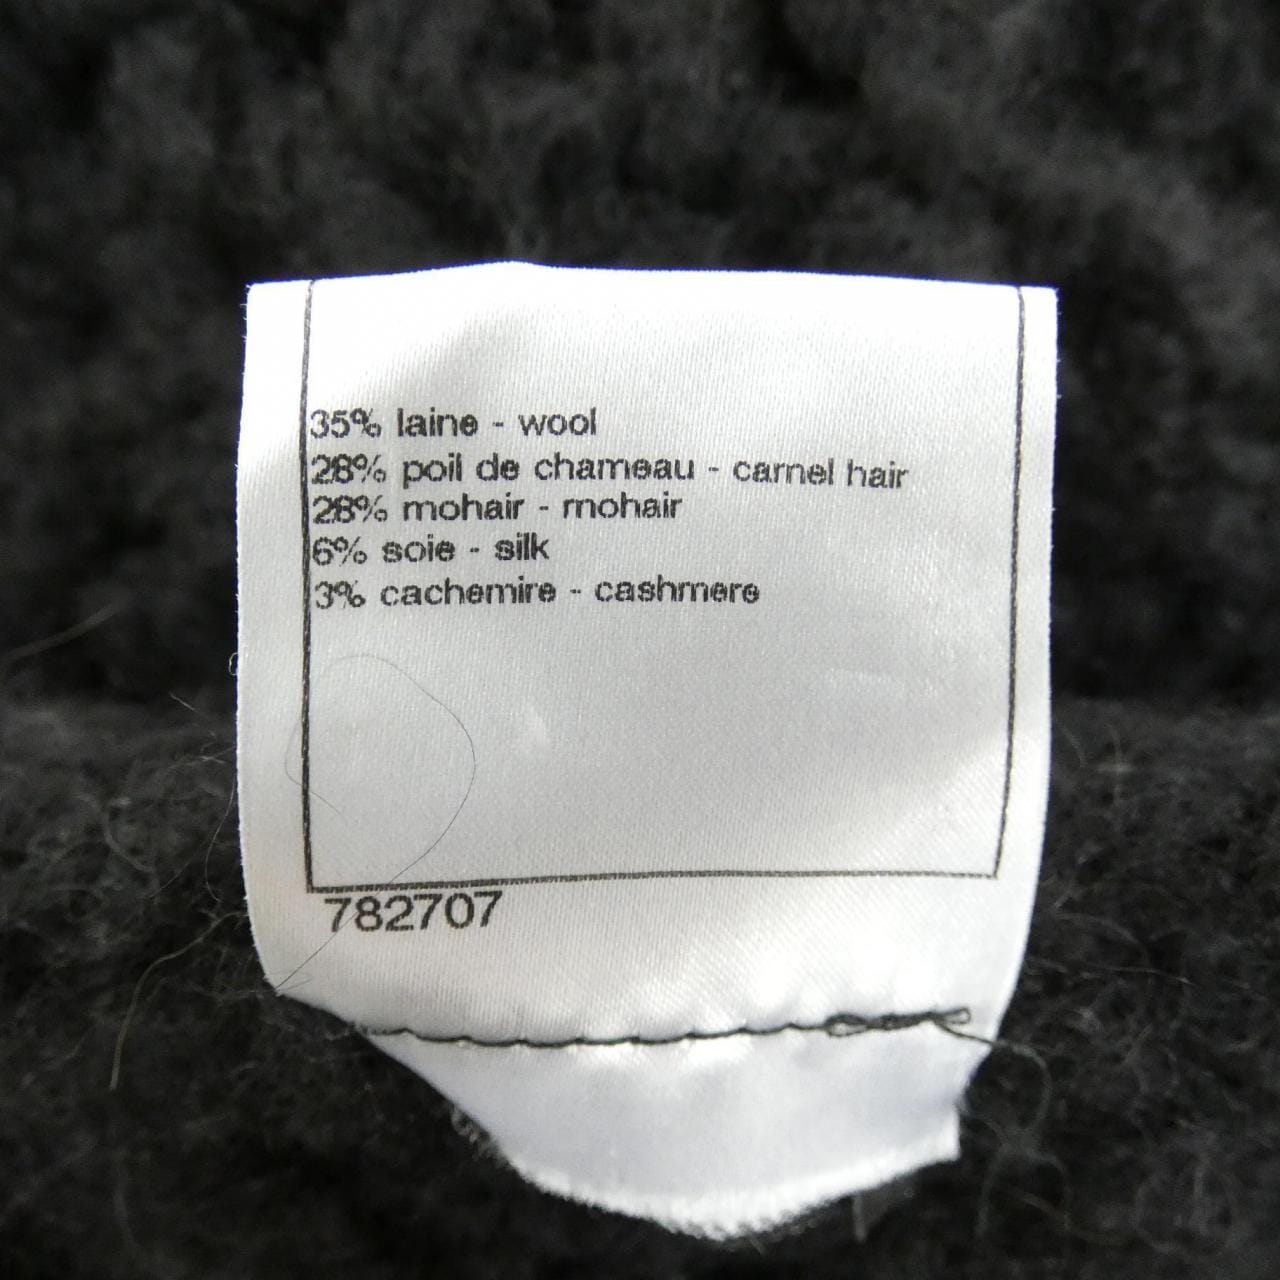 35% laine - wool
28% poil de chameau - camel hair
28% mohair - mohair
6% soie - silk
3% cachemire - cashmere
782707